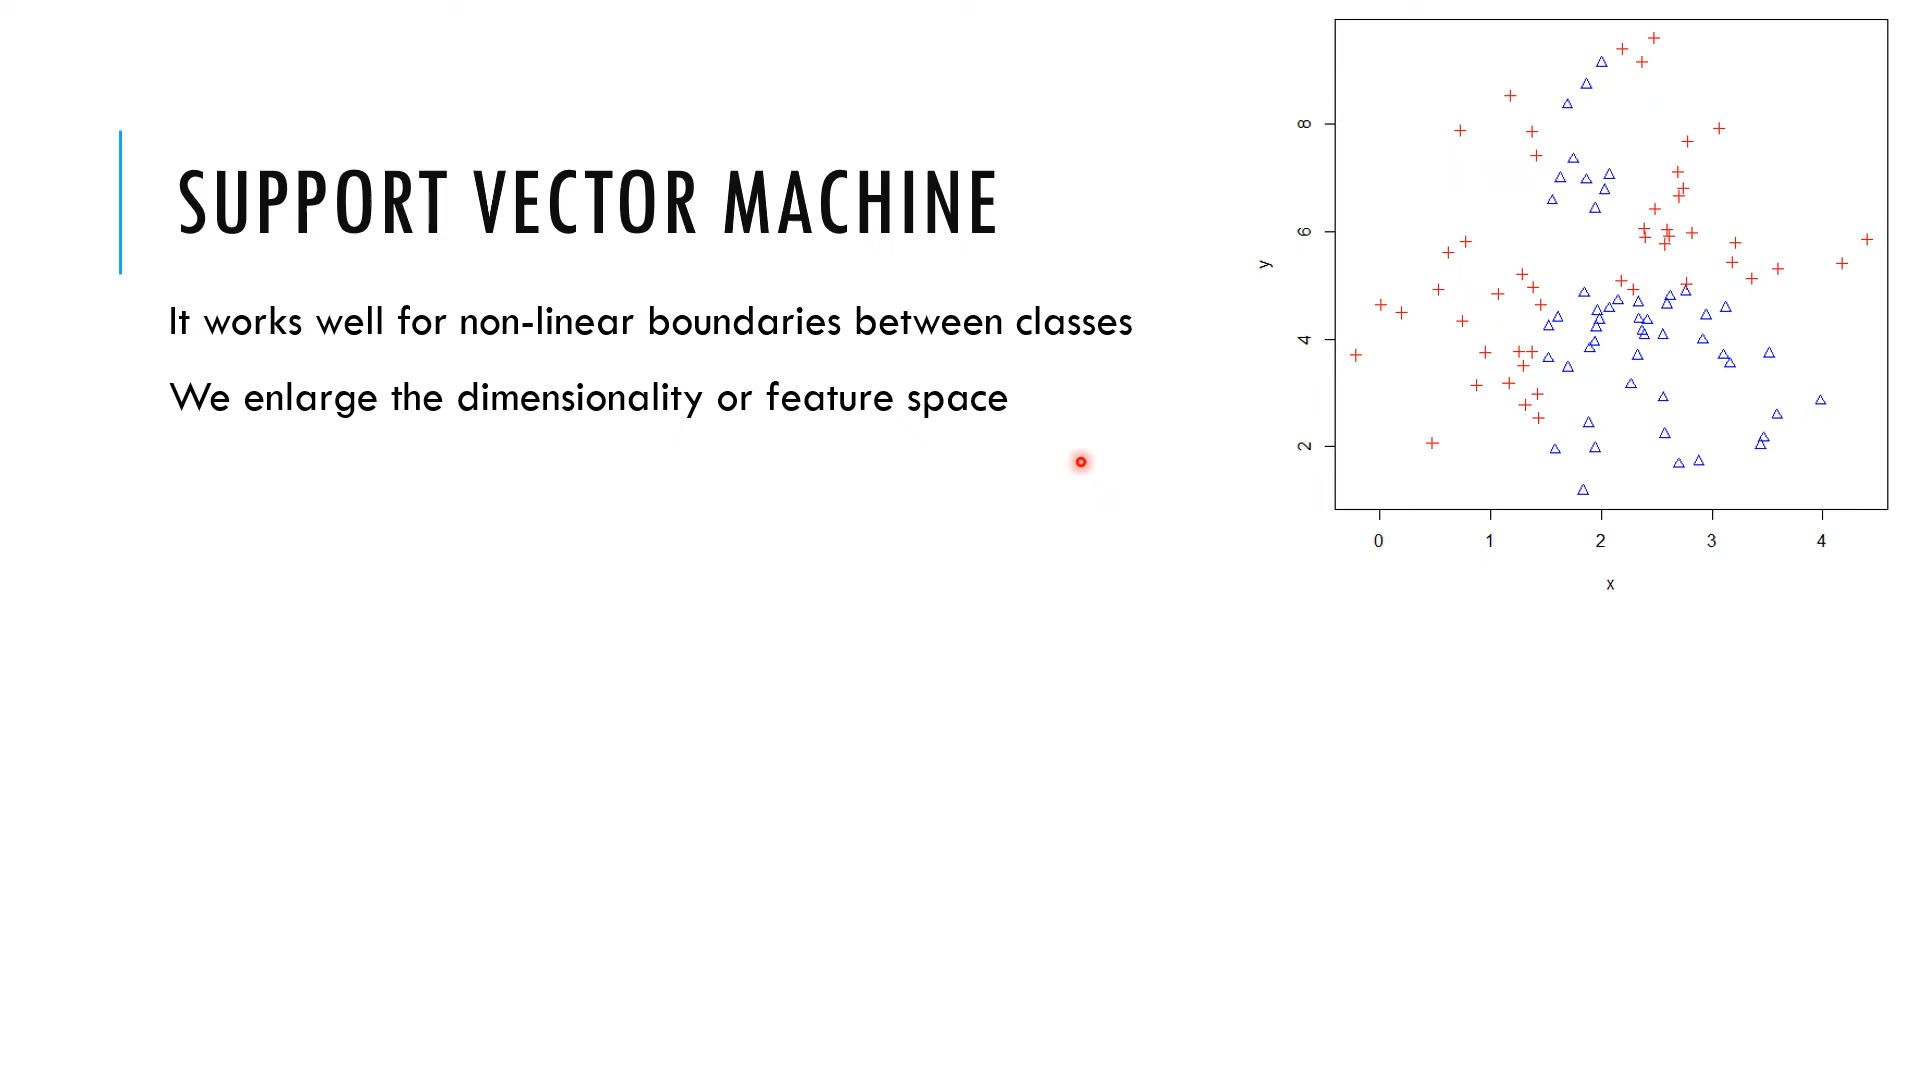 SUPPORT VECTOR MACHINE
It works well for non-linear boundaries between classes
We enlarge the dimensionality or feature space
8
6
4
2
y
0 1 2 3 4
x